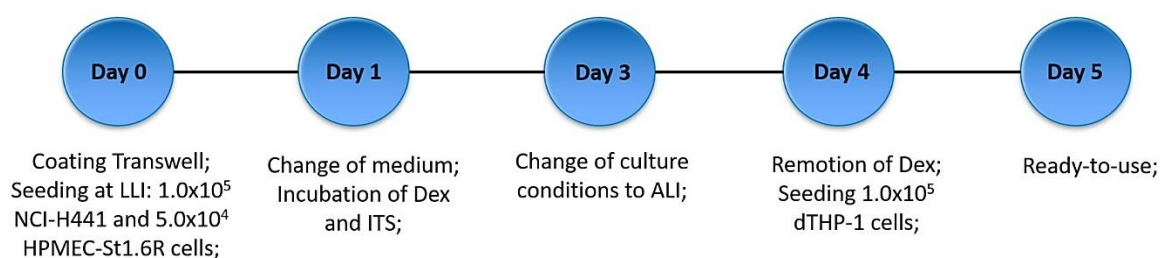 Day 0
Coating Transwell;
Seeding at LLI: 1.0x10⁵
NCI-H441 and 5.0x10⁴
HPMEC-St1.6R cells;
Day 1
Change of medium;
Incubation of Dex
and ITS;
Day 3
Change of culture
conditions to ALI;
Day 4
Remotion of Dex;
Seeding 1.0x10⁵
dTHP-1 cells;
Day 5
Ready-to-use;